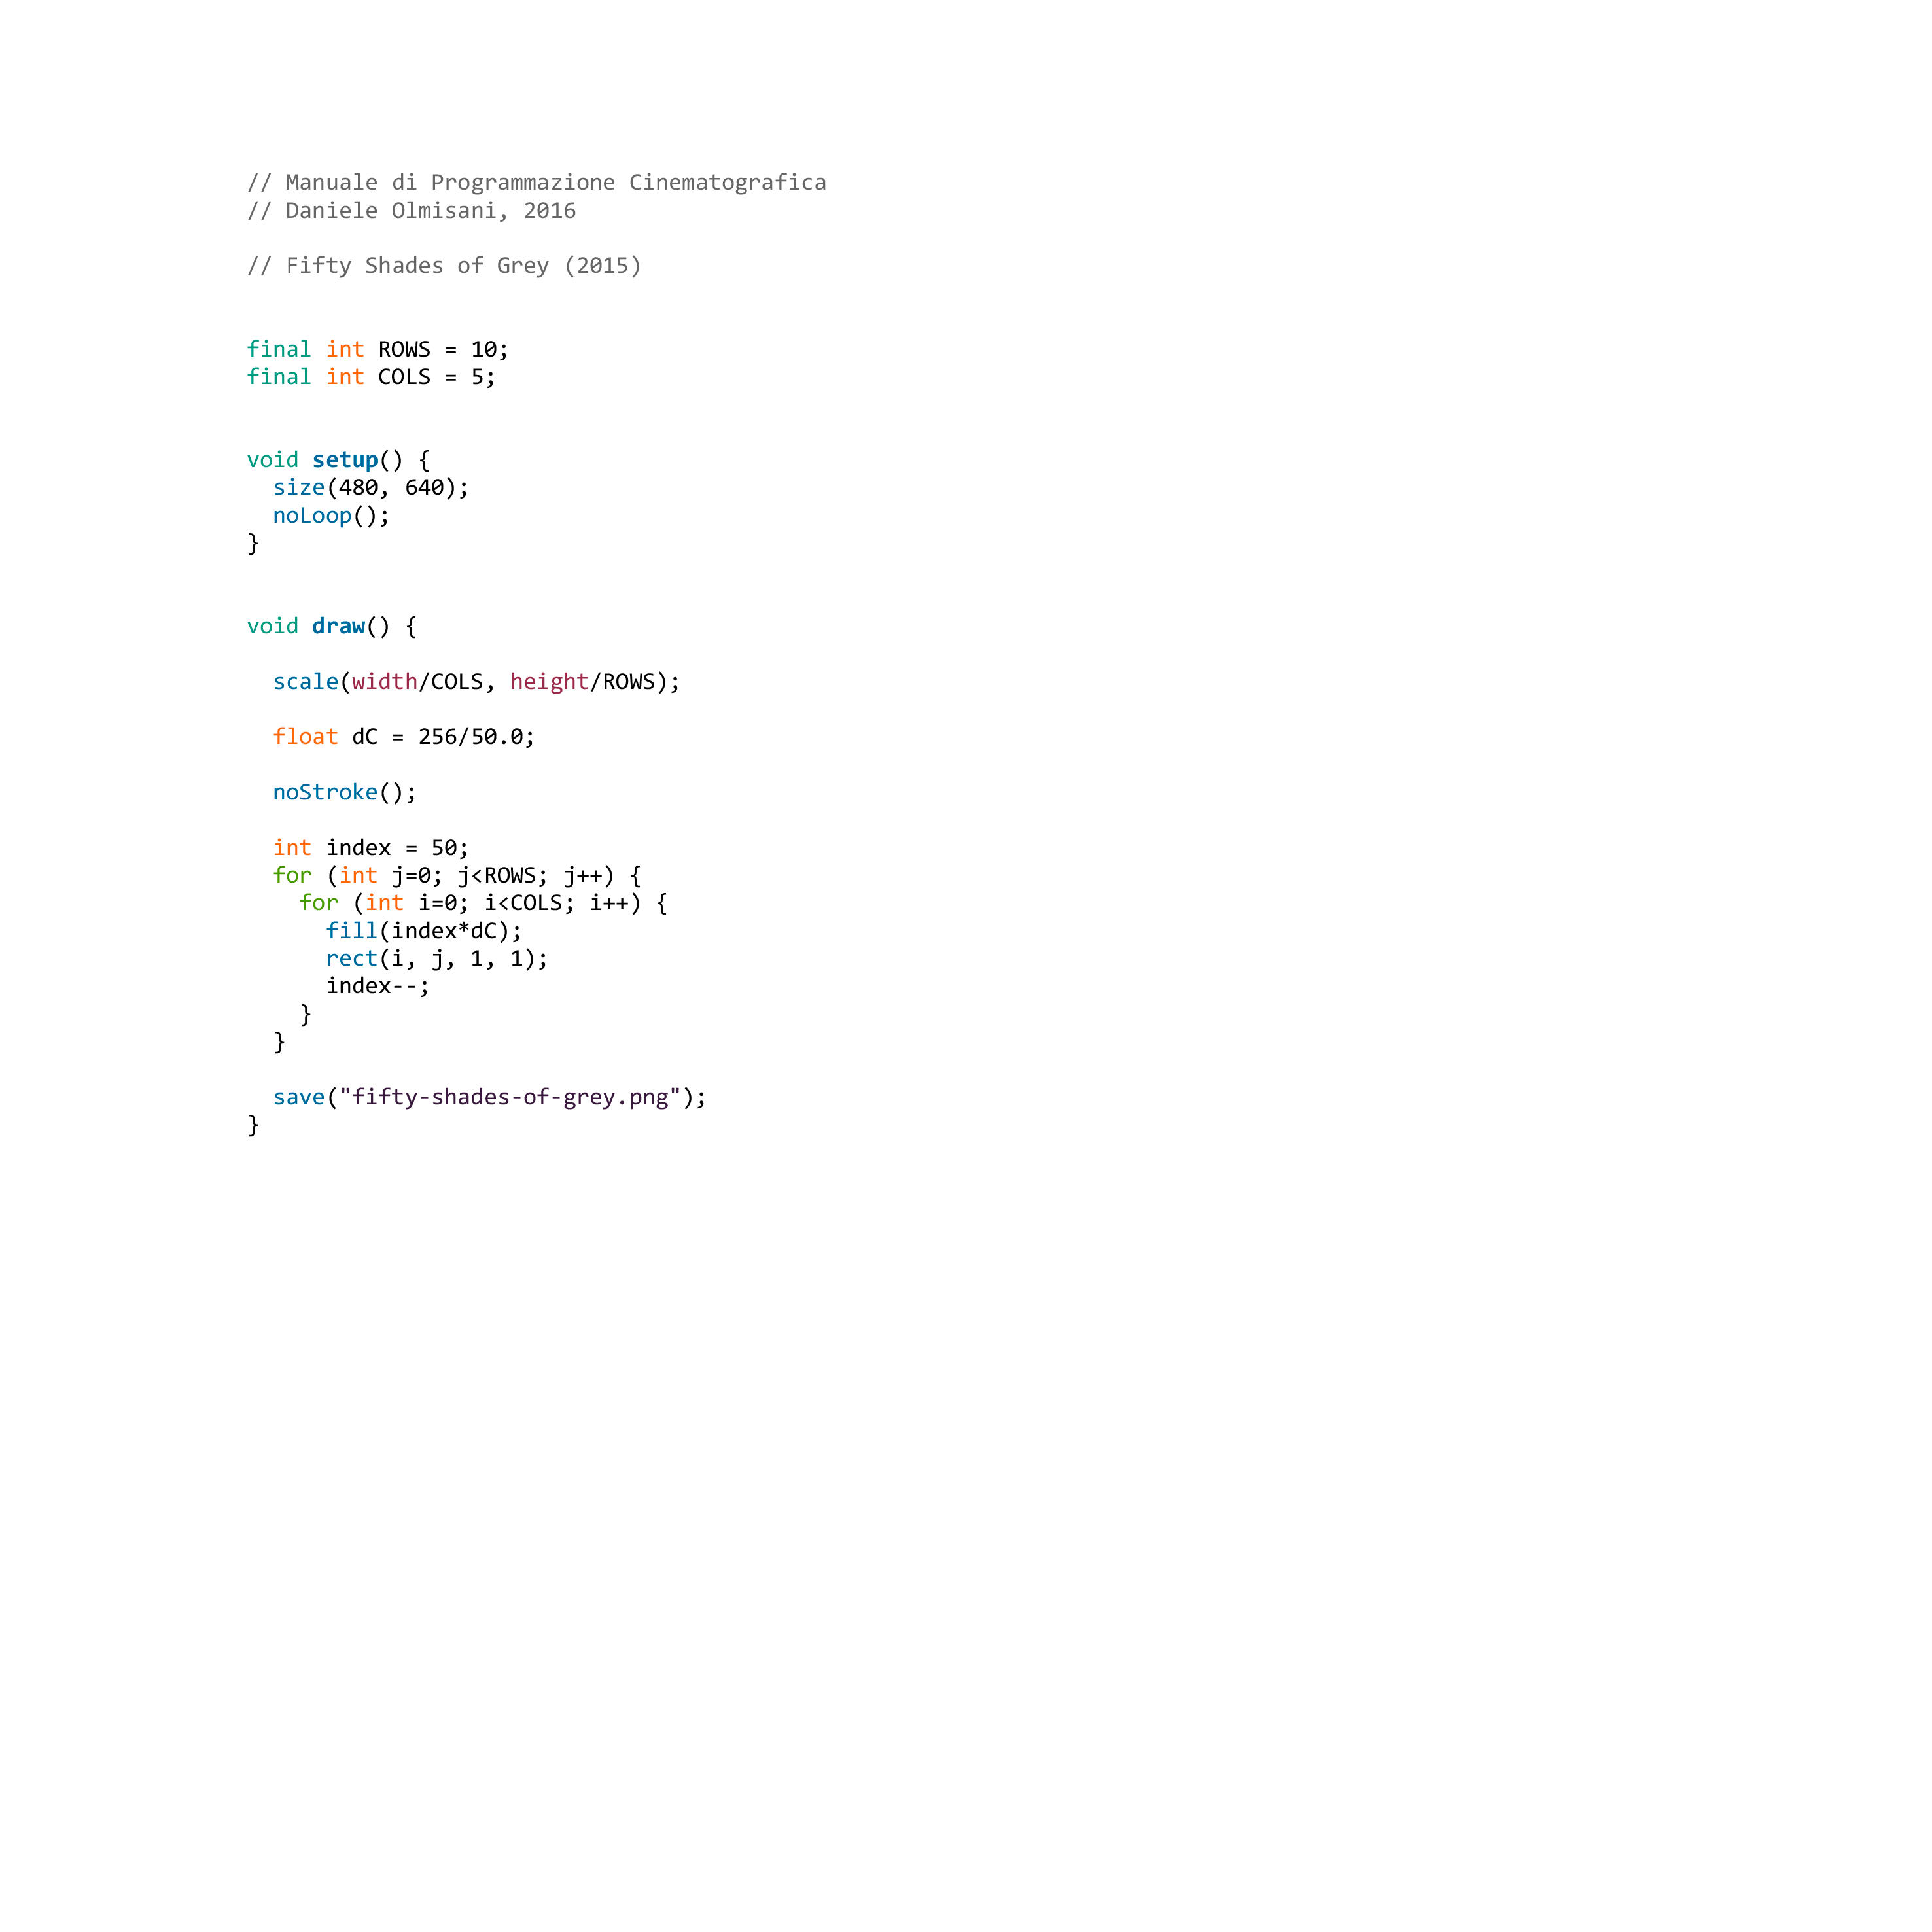 // Manuale di Programmazione Cinematografica
// Daniele Olmisani, 2016

// Fifty Shades of Grey (2015)


final int ROWS = 10;
final int COLS = 5;


void setup() {
  size(480, 640);
  noLoop();
}


void draw() {

  scale(width/COLS, height/ROWS);

  float dC = 256/50.0;

  noStroke();

  int index = 50;
  for (int j=0; j<ROWS; j++) {
    for (int i=0; i<COLS; i++) {
      fill(index*dC);
      rect(i, j, 1, 1);
      index--;
    }
  }

  save("fifty-shades-of-grey.png");
}